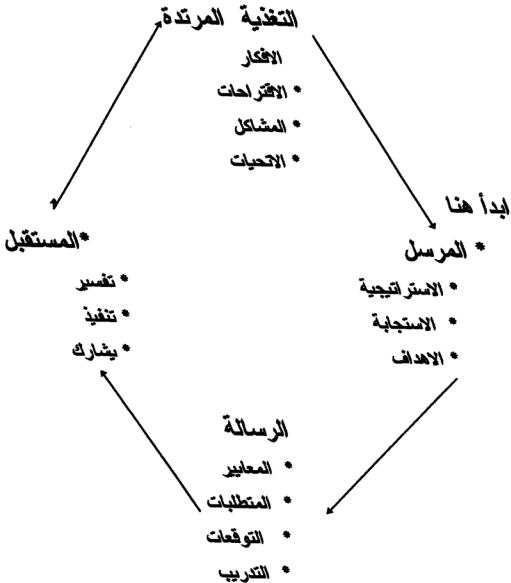 التغذية المرتدة
الافكار
* الاقتراحات
* المشاكل
* الاتحيات
ابدأ هنا
* المرسل
* الاستراتيجية
* الاستجابة
* الاهداف
الرسالة
* المعايير
* المتطلبات
* التوقعات
* التدريب
*المستقبل
* تفسير
* تنفيذ
* يشارك